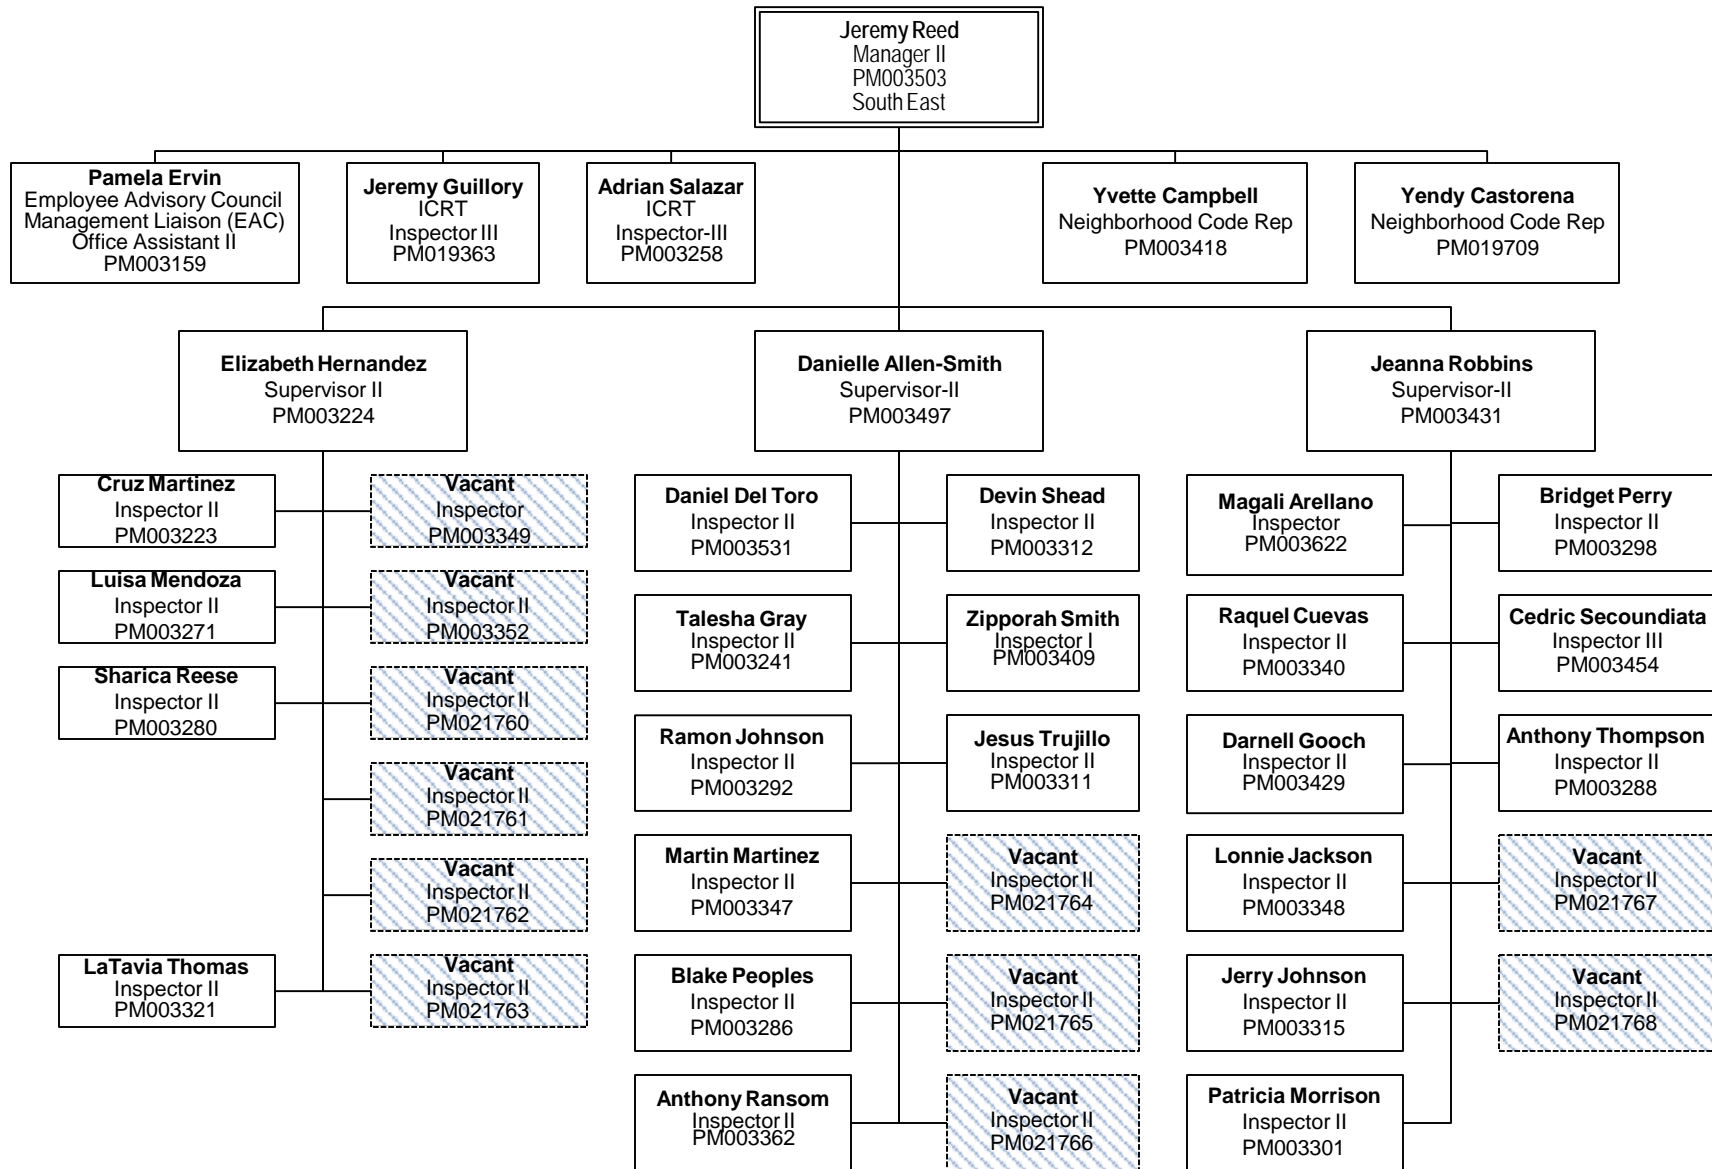 Jeremy Reed
Manager II
PM003503
South East
Pamela Ervin
Employee Advisory Council
Management Liaison (EAC)
Office Assistant II
PM003159
Jeremy Guillory
ICRT
Inspector III
PM019363
Adrian Salazar
ICRT
Inspector-III
PM003258
Yvette Campbell
Neighborhood Code Rep
PM003418
Yendy Castorena
Neighborhood Code Rep
PM019709
Elizabeth Hernandez
Supervisor II
PM003224
Danielle Allen-Smith
Supervisor-II
PM003497
Jeanna Robbins
Supervisor-II
PM003431
Cruz Martinez
Inspector II
PM003223
Vacant
Inspector
PM003349
Luisa Mendoza
Inspector II
PM003271
Vacant
Inspector II
PM003352
Sharica Reese
Inspector II
PM003280
Vacant
Inspector II
PM021760
Vacant
Inspector II
PM021761
Vacant
Inspector II
PM021762
LaTavia Thomas
Inspector II
PM003321
Vacant
Inspector II
PM021763
Daniel Del Toro
Inspector II
PM003531
Devin Shead
Inspector II
PM003312
Talesha Gray
Inspector II
PM003241
Zipporah Smith
Inspector I
PM003409
Ramon Johnson
Inspector II
PM003292
Jesus Trujillo
Inspector II
PM003311
Martin Martinez
Inspector II
PM003347
Vacant
Inspector II
PM021764
Blake Peoples
Inspector II
PM003286
Vacant
Inspector II
PM021765
Anthony Ransom
Inspector II
PM003362
Vacant
Inspector II
PM021766
Magali Arellano
Inspector
PM003622
Bridget Perry
Inspector II
PM003298
Raquel Cuevas
Inspector II
PM003340
Cedric Secoundiata
Inspector III
PM003454
Darnell Gooch
Inspector II
PM003429
Anthony Thompson
Inspector II
PM003288
Lonnie Jackson
Inspector II
PM003348
Vacant
Inspector II
PM021767
Jerry Johnson
Inspector II
PM003315
Vacant
Inspector II
PM021768
Patricia Morrison
Inspector II
PM003301